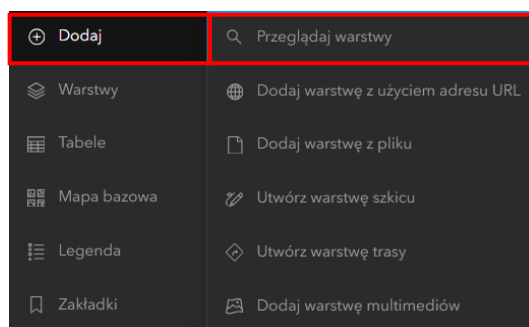 Dodaj
Przeglądaj warstwy
Warstwy
Dodaj warstwę z użyciem adresu URL
Tabele
Dodaj warstwę z pliku
Mapa bazowa
Utwórz warstwę szkicu
Legenda
Utwórz warstwę trasy
Zakładki
Dodaj warstwę multimediów